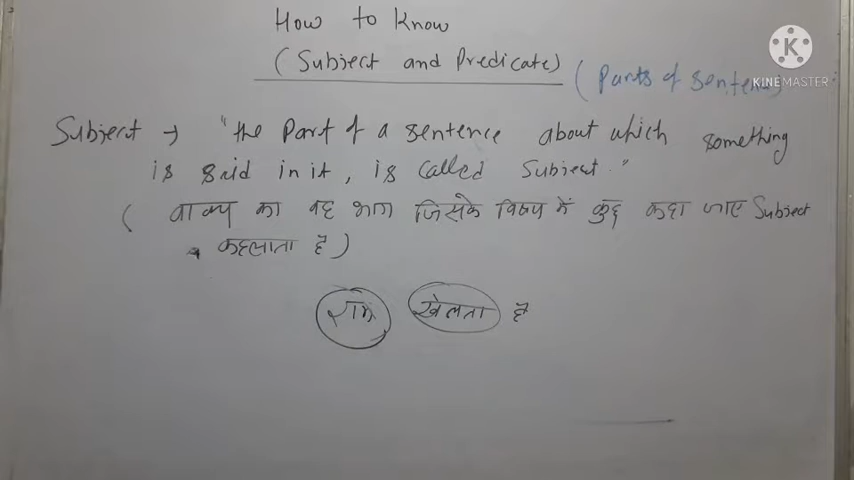 How to Know
(Subject and Predicate) (Parts of Sentence)
K
KINEMASTER
Subject → "the Part of a sentence about which something
is said in it, is called Subject."
( वाक्य का वह भाग जिसके विषय में कुछ कहा जाए Subject
कहलाता है )
राम खेलता है